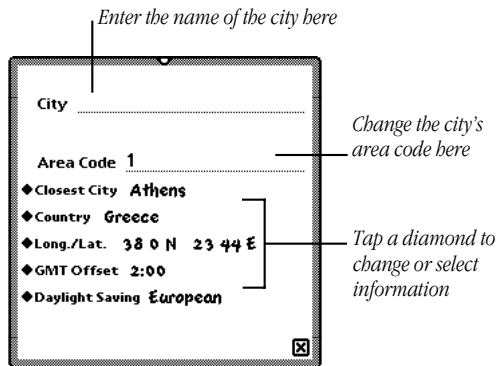 Enter the name of the city here
City
Change the city's
area code here
Area Code 1
◆Closest City Athens
◆Country Greece
◆Long./Lat. 38 0 N 23 44 E
◆GMT Offset 2:00
◆Daylight Saving European
Tap a diamond to
change or select
information